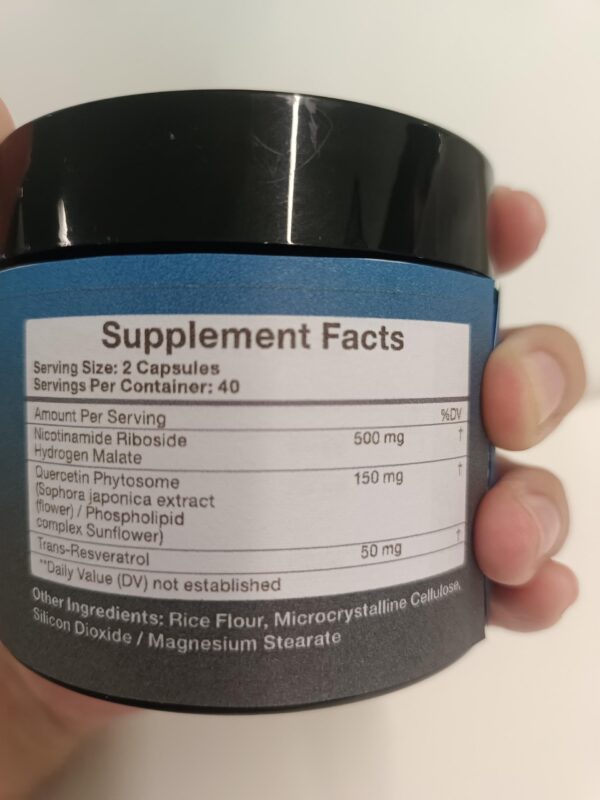 Supplement Facts
Serving Size: 2 Capsules
Servings Per Container: 40
Amount Per Serving %DV
Nicotinamide Riboside 500 mg †
Hydrogen Malate
Quercetin Phytosome 150 mg †
(Sophora japonica extract
(flower) / Phospholipid
complex Sunflower)
Trans-Resveratrol 50 mg †
**Daily Value (DV) not established
Other Ingredients: Rice Flour, Microcrystalline Cellulose,
Silicon Dioxide / Magnesium Stearate